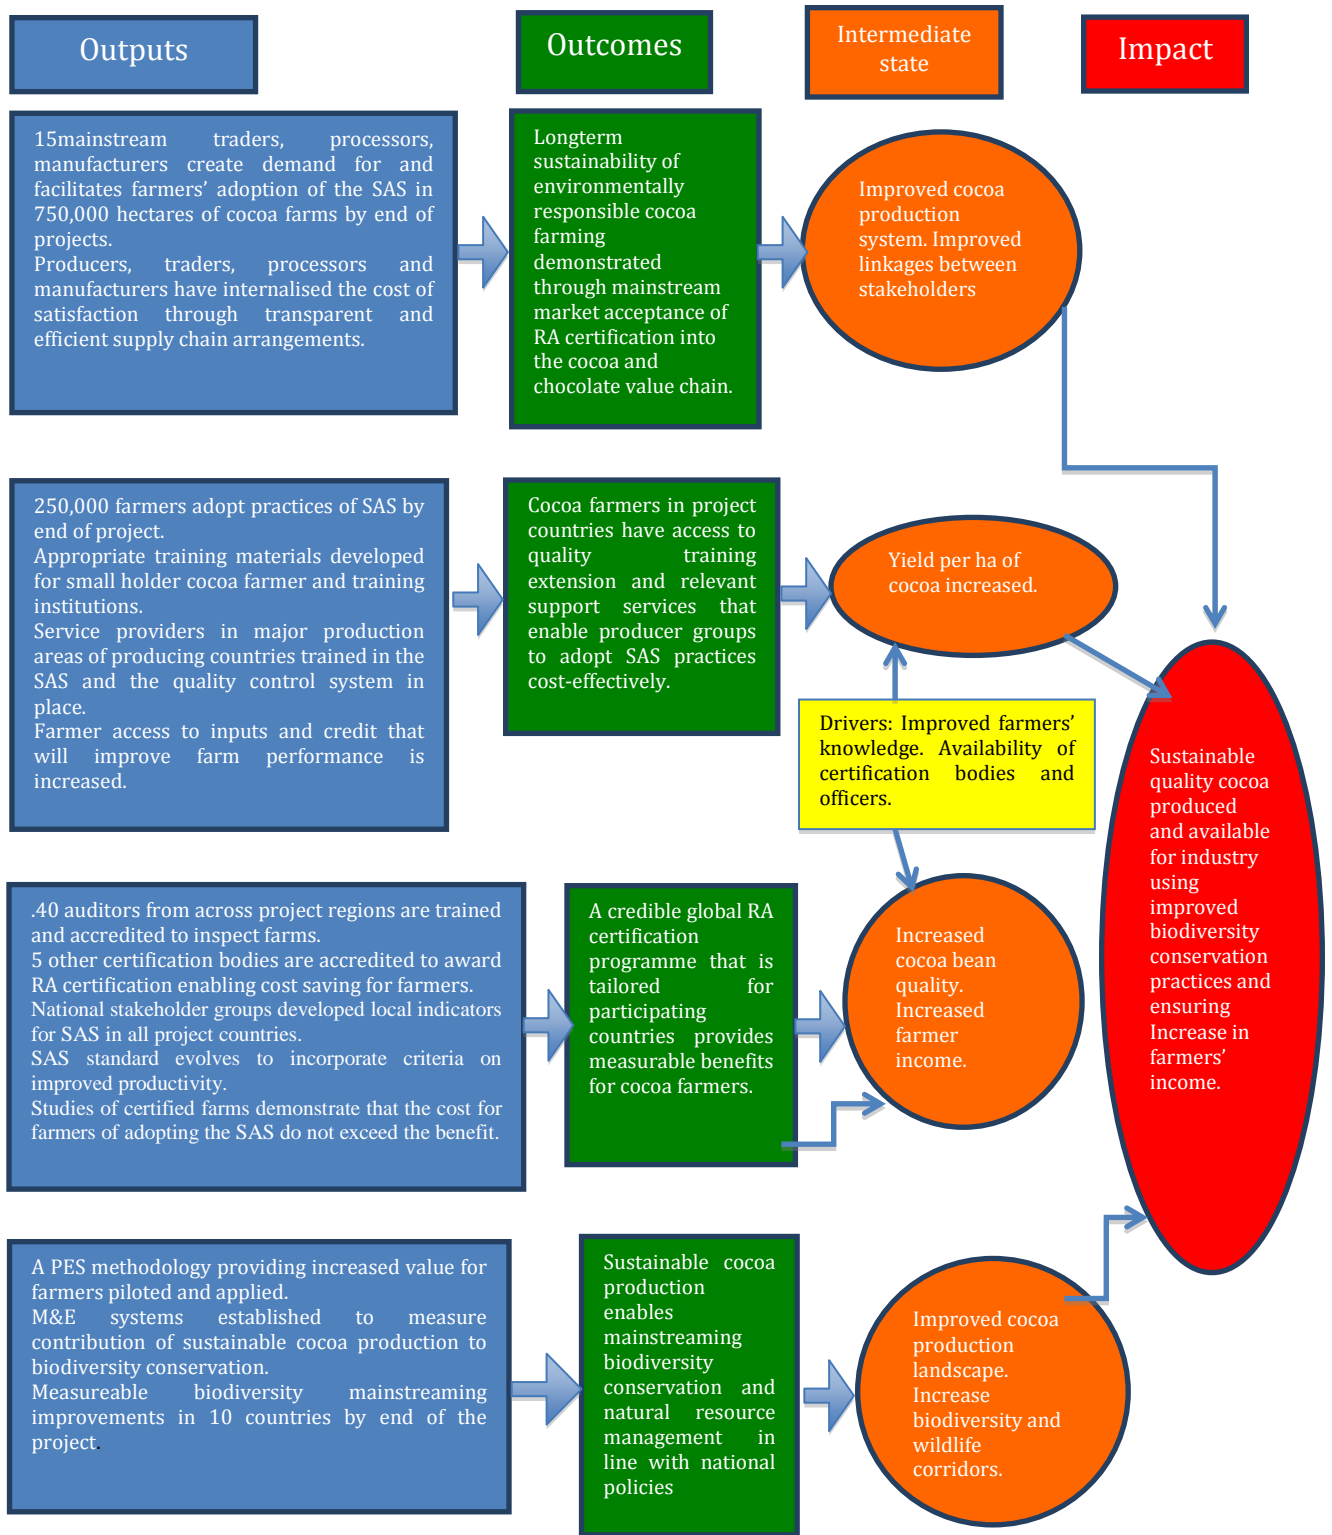 Outputs
Outcomes
Intermediate
state
Impact
15mainstream traders, processors,
manufacturers create demand for and
facilitates farmers’ adoption of the SAS in
750,000 hectares of cocoa farms by end of
projects.
Producers, traders, processors and
manufacturers have internalised the cost of
satisfaction through transparent and
efficient supply chain arrangements.
Longterm
sustainability of
environmentally
responsible cocoa
farming
demonstrated
through mainstream
market acceptance of
RA certification into
the cocoa and
chocolate value chain.
Improved cocoa
production
system. Improved
linkages between
stakeholders
250,000 farmers adopt practices of SAS by
end of project.
Appropriate training materials developed
for small holder cocoa farmer and training
institutions.
Service providers in major production
areas of producing countries trained in the
SAS and the quality control system in
place.
Farmer access to inputs and credit that
will improve farm performance is
increased.
Cocoa farmers in project
countries have access to
quality training
extension and relevant
support services that
enable producer groups
to adopt SAS practices
cost-effectively.
Yield per ha of
cocoa increased.
Drivers: Improved farmers’
knowledge. Availability of
certification bodies and
officers.
Sustainable
quality cocoa
produced
and available
for industry
using
improved
biodiversity
conservation
practices and
ensuring
Increase in
farmers’
income.
.40 auditors from across project regions are trained
and accredited to inspect farms.
5 other certification bodies are accredited to award
RA certification enabling cost saving for farmers.
National stakeholder groups developed local indicators
for SAS in all project countries.
SAS standard evolves to incorporate criteria on
improved productivity.
Studies of certified farms demonstrate that the cost for
farmers of adopting the SAS do not exceed the benefit.
A credible global RA
certification
programme that is
tailored for
participating
countries provides
measurable benefits
for cocoa farmers.
Increased
cocoa bean
quality.
Increased
farmer
income.
A PES methodology providing increased value for
farmers piloted and applied.
M&E systems established to measure
contribution of sustainable cocoa production to
biodiversity conservation.
Measureable biodiversity mainstreaming
improvements in 10 countries by end of the
project.
Sustainable cocoa
production
enables
mainstreaming
biodiversity
conservation and
natural resource
management in
line with national
policies
Improved cocoa
production
landscape.
Increase
biodiversity and
wildlife
corridors.